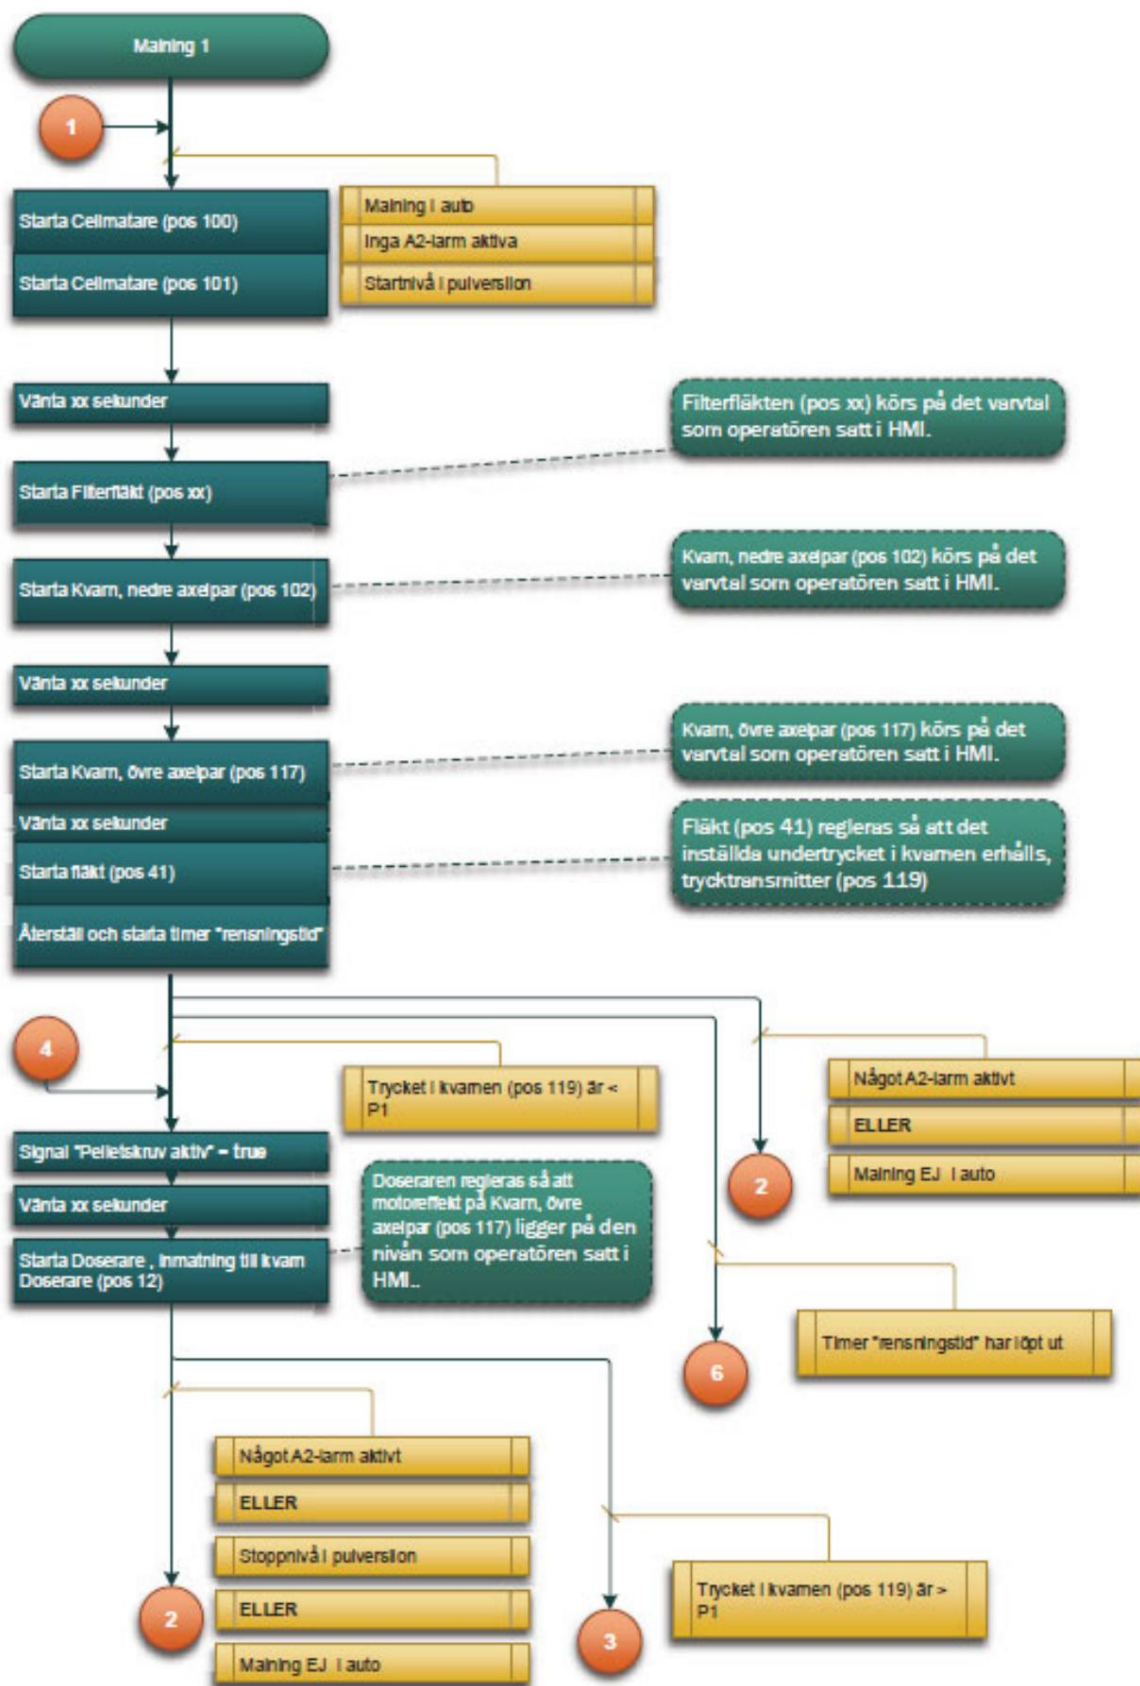 Malning 1
1
Starta Cellmatare (pos 100)
Starta Cellmatare (pos 101)
Malning i auto
Inga A2-larm aktiva
Startnivå i pulversilon
Vänta xx sekunder
Filterfläkten (pos xx) körs på det varvtal
som operatören satt i HMI.
Starta Filterfläkt (pos xx)
Kvarn, nedre axelpar (pos 102) körs på det
varvtal som operatören satt i HMI.
Starta Kvarn, nedre axelpar (pos 102)
Vänta xx sekunder
Kvarn, övre axelpar (pos 117) körs på det
varvtal som operatören satt i HMI.
Starta Kvarn, övre axelpar (pos 117)
Vänta xx sekunder
Starta fläkt (pos 41)
Fläkt (pos 41) regleras så att det
inställda undertrycket i kvarnen erhålls,
trycktransmitter (pos 119)
Återställ och starta timer "rensningstid"
4
Trycket i kvarnen (pos 119) är <
P1
Något A2-larm aktivt
ELLER
Malning EJ i auto
2
Signal "Pelletskruv aktiv" = true
Vänta xx sekunder
Starta Doserare , inmatning till kvarn
Doserare (pos 12)
Doseraren regleras så att
motoreffekt på Kvarn, övre
axelpar (pos 117) ligger på den
nivån som operatören satt i
HMI..
Timer "rensningstid" har löpt ut
6
Något A2-larm aktivt
ELLER
Stoppnivå i pulversilon
ELLER
Malning EJ i auto
2
Trycket i kvarnen (pos 119) är >
P1
3